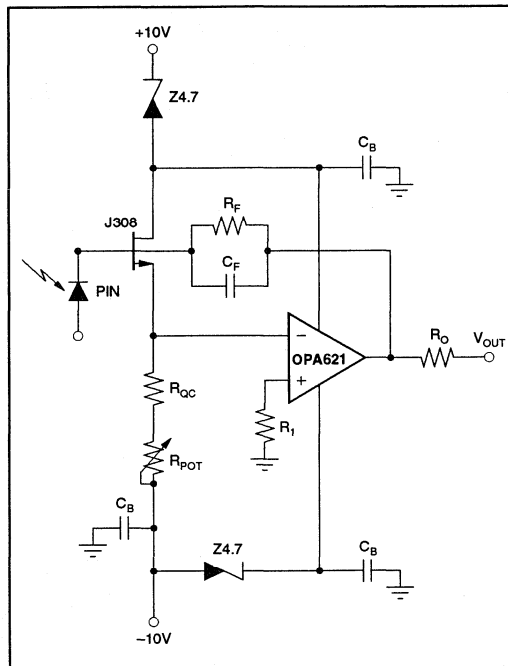 +10V
Z4.7
C_B
R_F
J308
C_F
PIN
−
OPA621
+
R_O
V_OUT
R_QC
R_1
R_POT
C_B
Z4.7
C_B
−10V